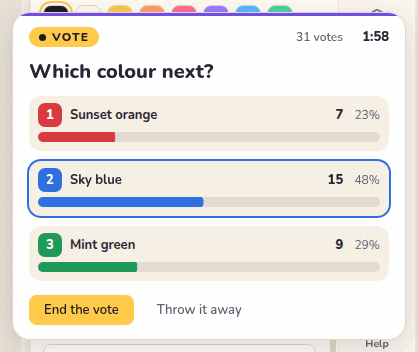 VOTE
31 votes
1:58
Which colour next?
1 Sunset orange 7 23%
2 Sky blue 15 48%
3 Mint green 9 29%
End the vote
Throw it away
Help